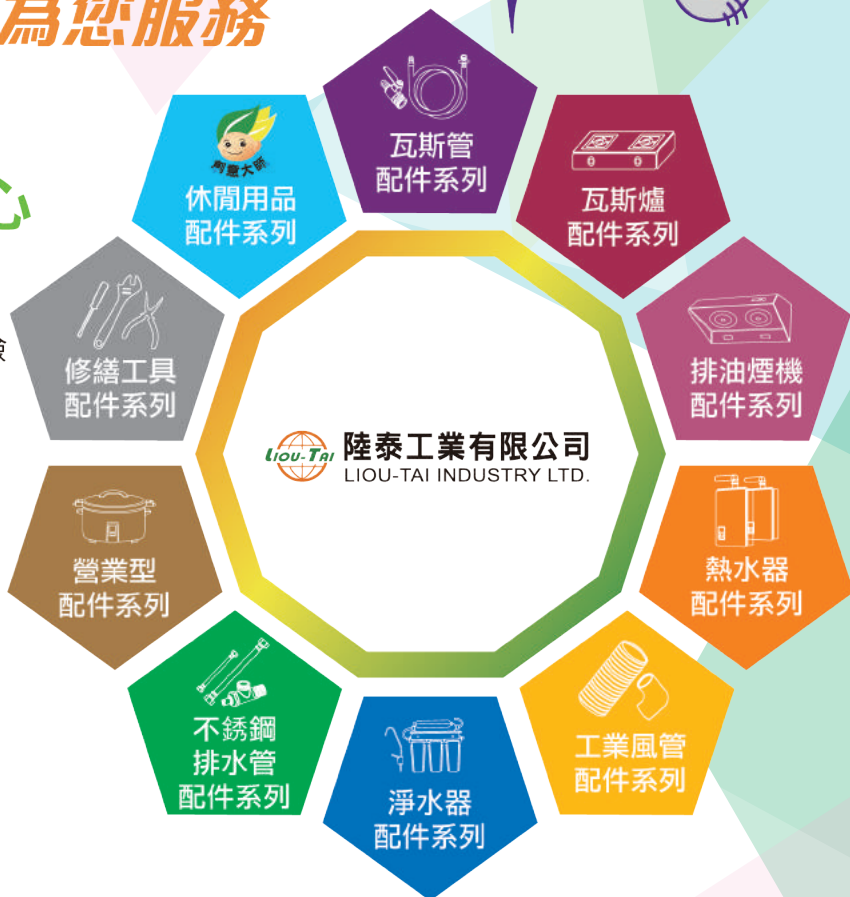 為您服務
心
瓦斯管
配件系列
瓦斯爐
配件系列
排油煙機
配件系列
熱水器
配件系列
工業風管
配件系列
淨水器
配件系列
不銹鋼
排水管
配件系列
營業型
配件系列
修繕工具
配件系列
創意大師
休閒用品
配件系列
LIOU-TAI
陸泰工業有限公司
LIOU-TAI INDUSTRY LTD.